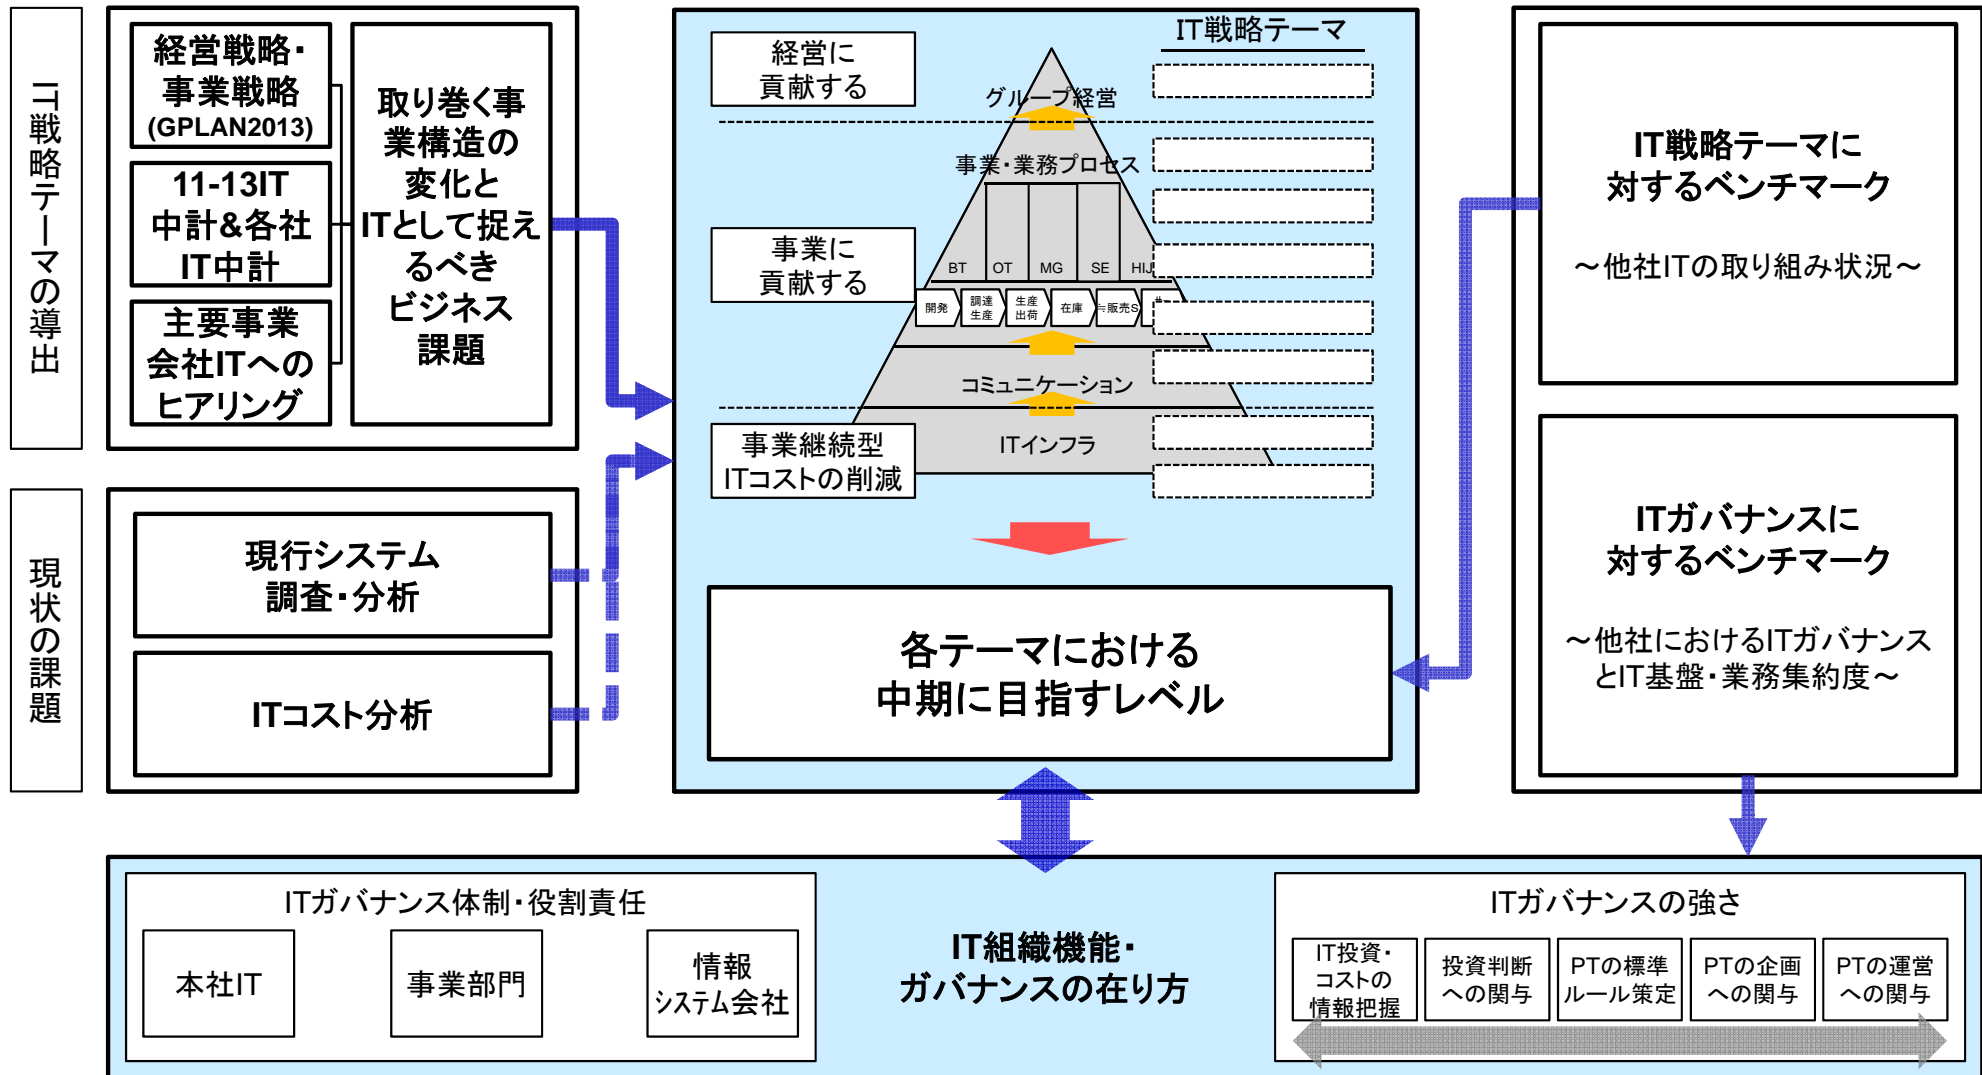 IT戦略テーマの導出
経営戦略・
事業戦略
(GPLAN2013)
11-13IT
中計&各社
IT中計
主要事業
会社ITへの
ヒアリング
取り巻く事
業構造の
変化と
ITとして捉え
るべき
ビジネス
課題
現状の課題
現行システム
調査・分析
ITコスト分析
経営に
貢献する
事業に
貢献する
事業継続型
ITコストの削減
IT戦略テーマ
グループ経営
事業・業務プロセス
BT
OT
MG
SE
HIJ
開発
調達
生産
生産
出荷
在庫
販売S
コミュニケーション
ITインフラ
各テーマにおける
中期に目指すレベル
IT戦略テーマに
対するベンチマーク
～他社ITの取り組み状況～
ITガバナンスに
対するベンチマーク
～他社におけるITガバナンス
とIT基盤・業務集約度～
ITガバナンス体制・役割責任
本社IT
事業部門
情報
システム会社
IT組織機能・
ガバナンスの在り方
ITガバナンスの強さ
IT投資・
コストの
情報把握
投資判断
への関与
PTの標準
ルール策定
PTの企画
への関与
PTの運営
への関与